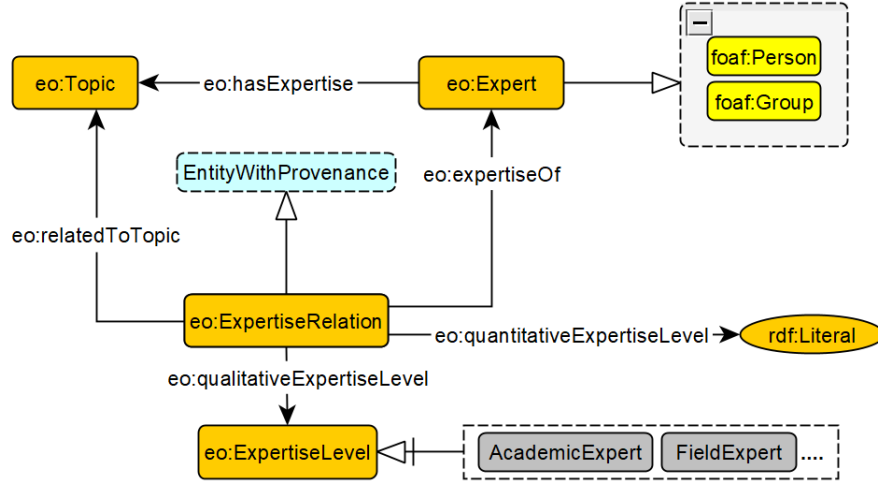 foaf:Person
eo:Topic
eo:hasExpertise
eo:Expert
foaf:Group
EntityWithProvenance
eo:expertiseOf
eo:relatedToTopic
eo:ExpertiseRelation
eo:quantitativeExpertiseLevel
rdf:Literal
eo:qualitativeExpertiseLevel
eo:ExpertiseLevel
AcademicExpert
FieldExpert
....